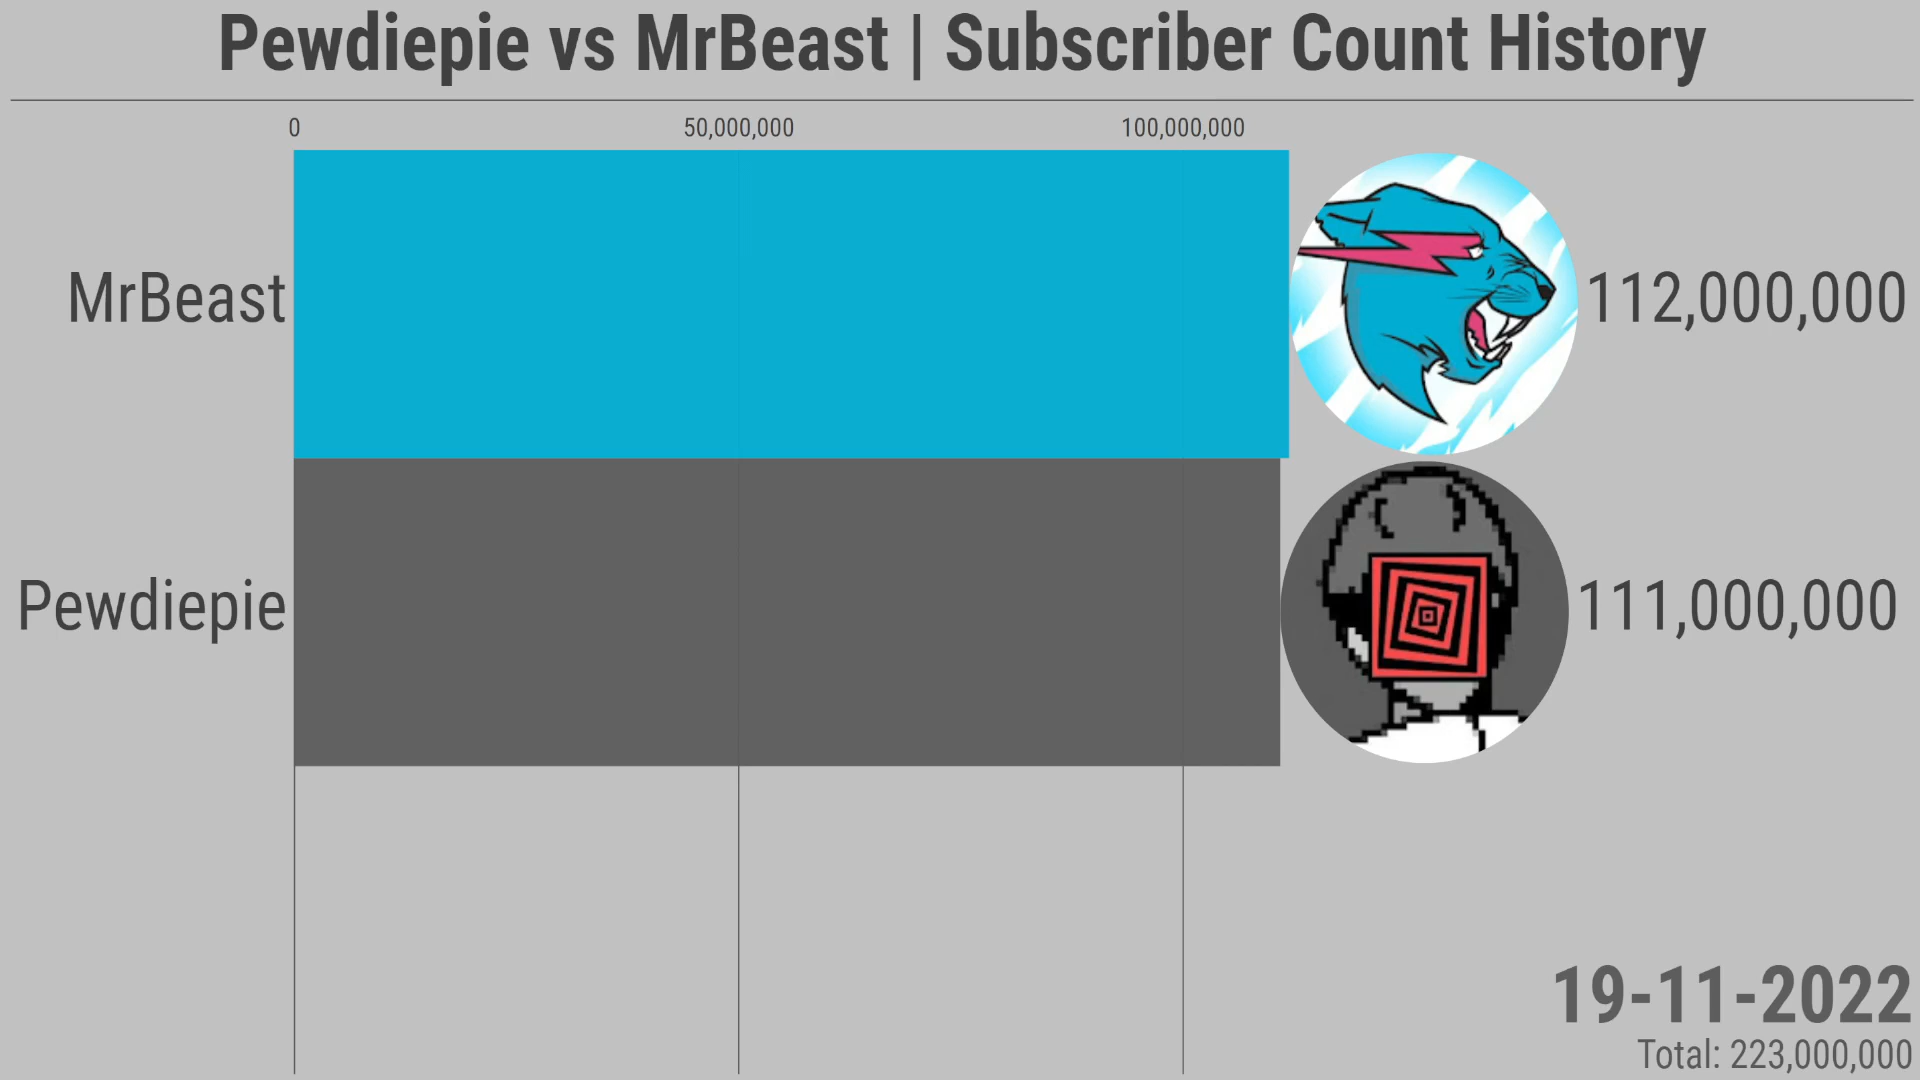 Pewdiepie vs MrBeast | Subscriber Count History
0 50,000,000 100,000,000
MrBeast 112,000,000
Pewdiepie 111,000,000
19-11-2022
Total: 223,000,000